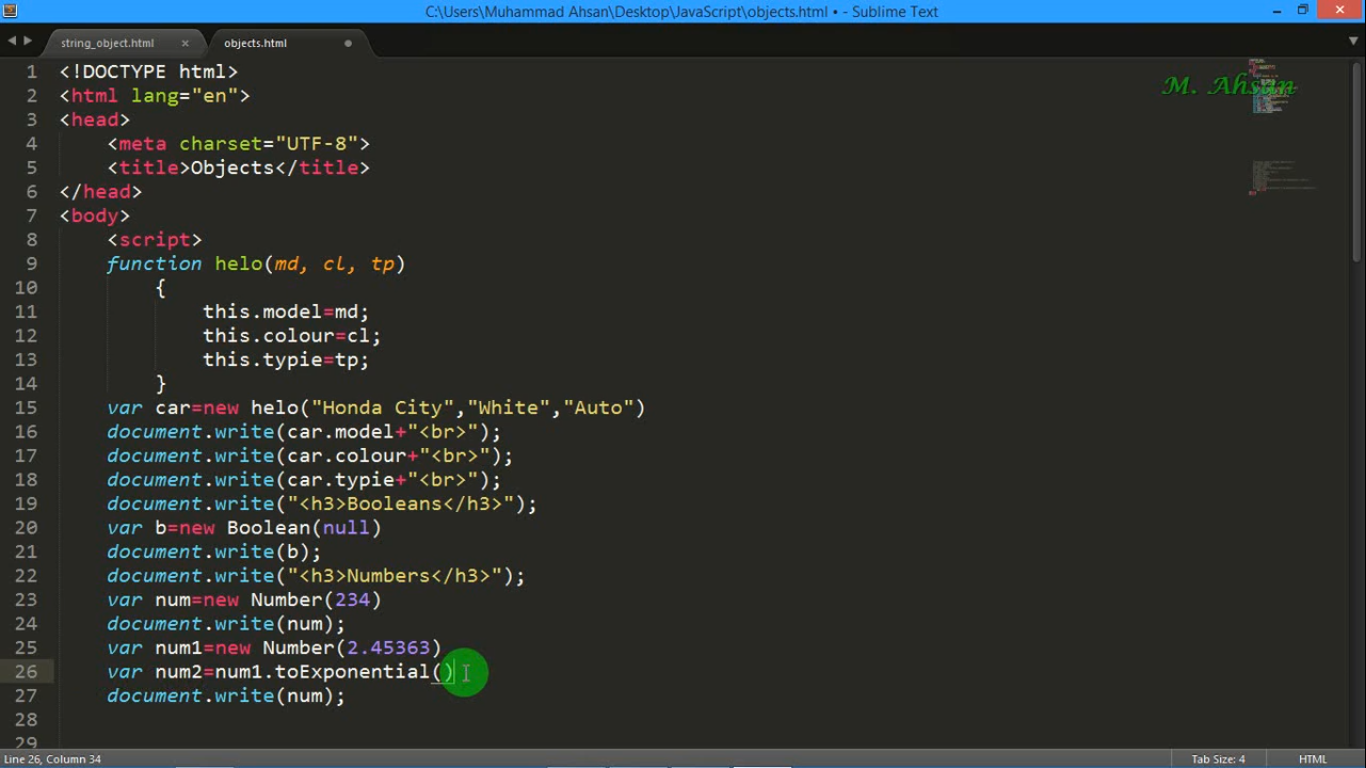 C:\Users\Muhammad Ahsan\Desktop\JavaScript\objects.html • - Sublime Text
string_object.html × objects.html
M. Ahsan
1 <!DOCTYPE html>
2 <html lang="en">
3 <head>
4 <meta charset="UTF-8">
5 <title>Objects</title>
6 </head>
7 <body>
8 <script>
9 function helo(md, cl, tp)
10 {
11 this.model=md;
12 this.colour=cl;
13 this.typie=tp;
14 }
15 var car=new helo("Honda City","White","Auto")
16 document.write(car.model+"<br>");
17 document.write(car.colour+"<br>");
18 document.write(car.typie+"<br>");
19 document.write("<h3>Booleans</h3>");
20 var b=new Boolean(null)
21 document.write(b);
22 document.write("<h3>Numbers</h3>");
23 var num=new Number(234)
24 document.write(num);
25 var num1=new Number(2.45363)
26 var num2=num1.toExponential()
27 document.write(num);
28
29
Line 26, Column 34 Tab Size: 4 HTML